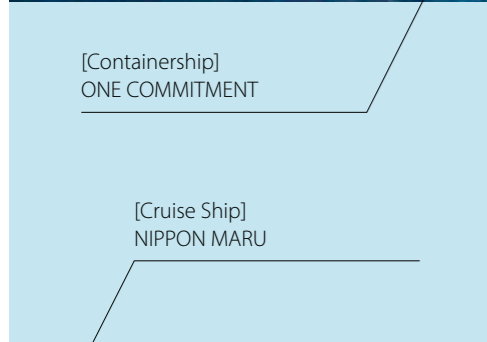 [Containership]
ONE COMMITMENT
[Cruise Ship]
NIPPON MARU